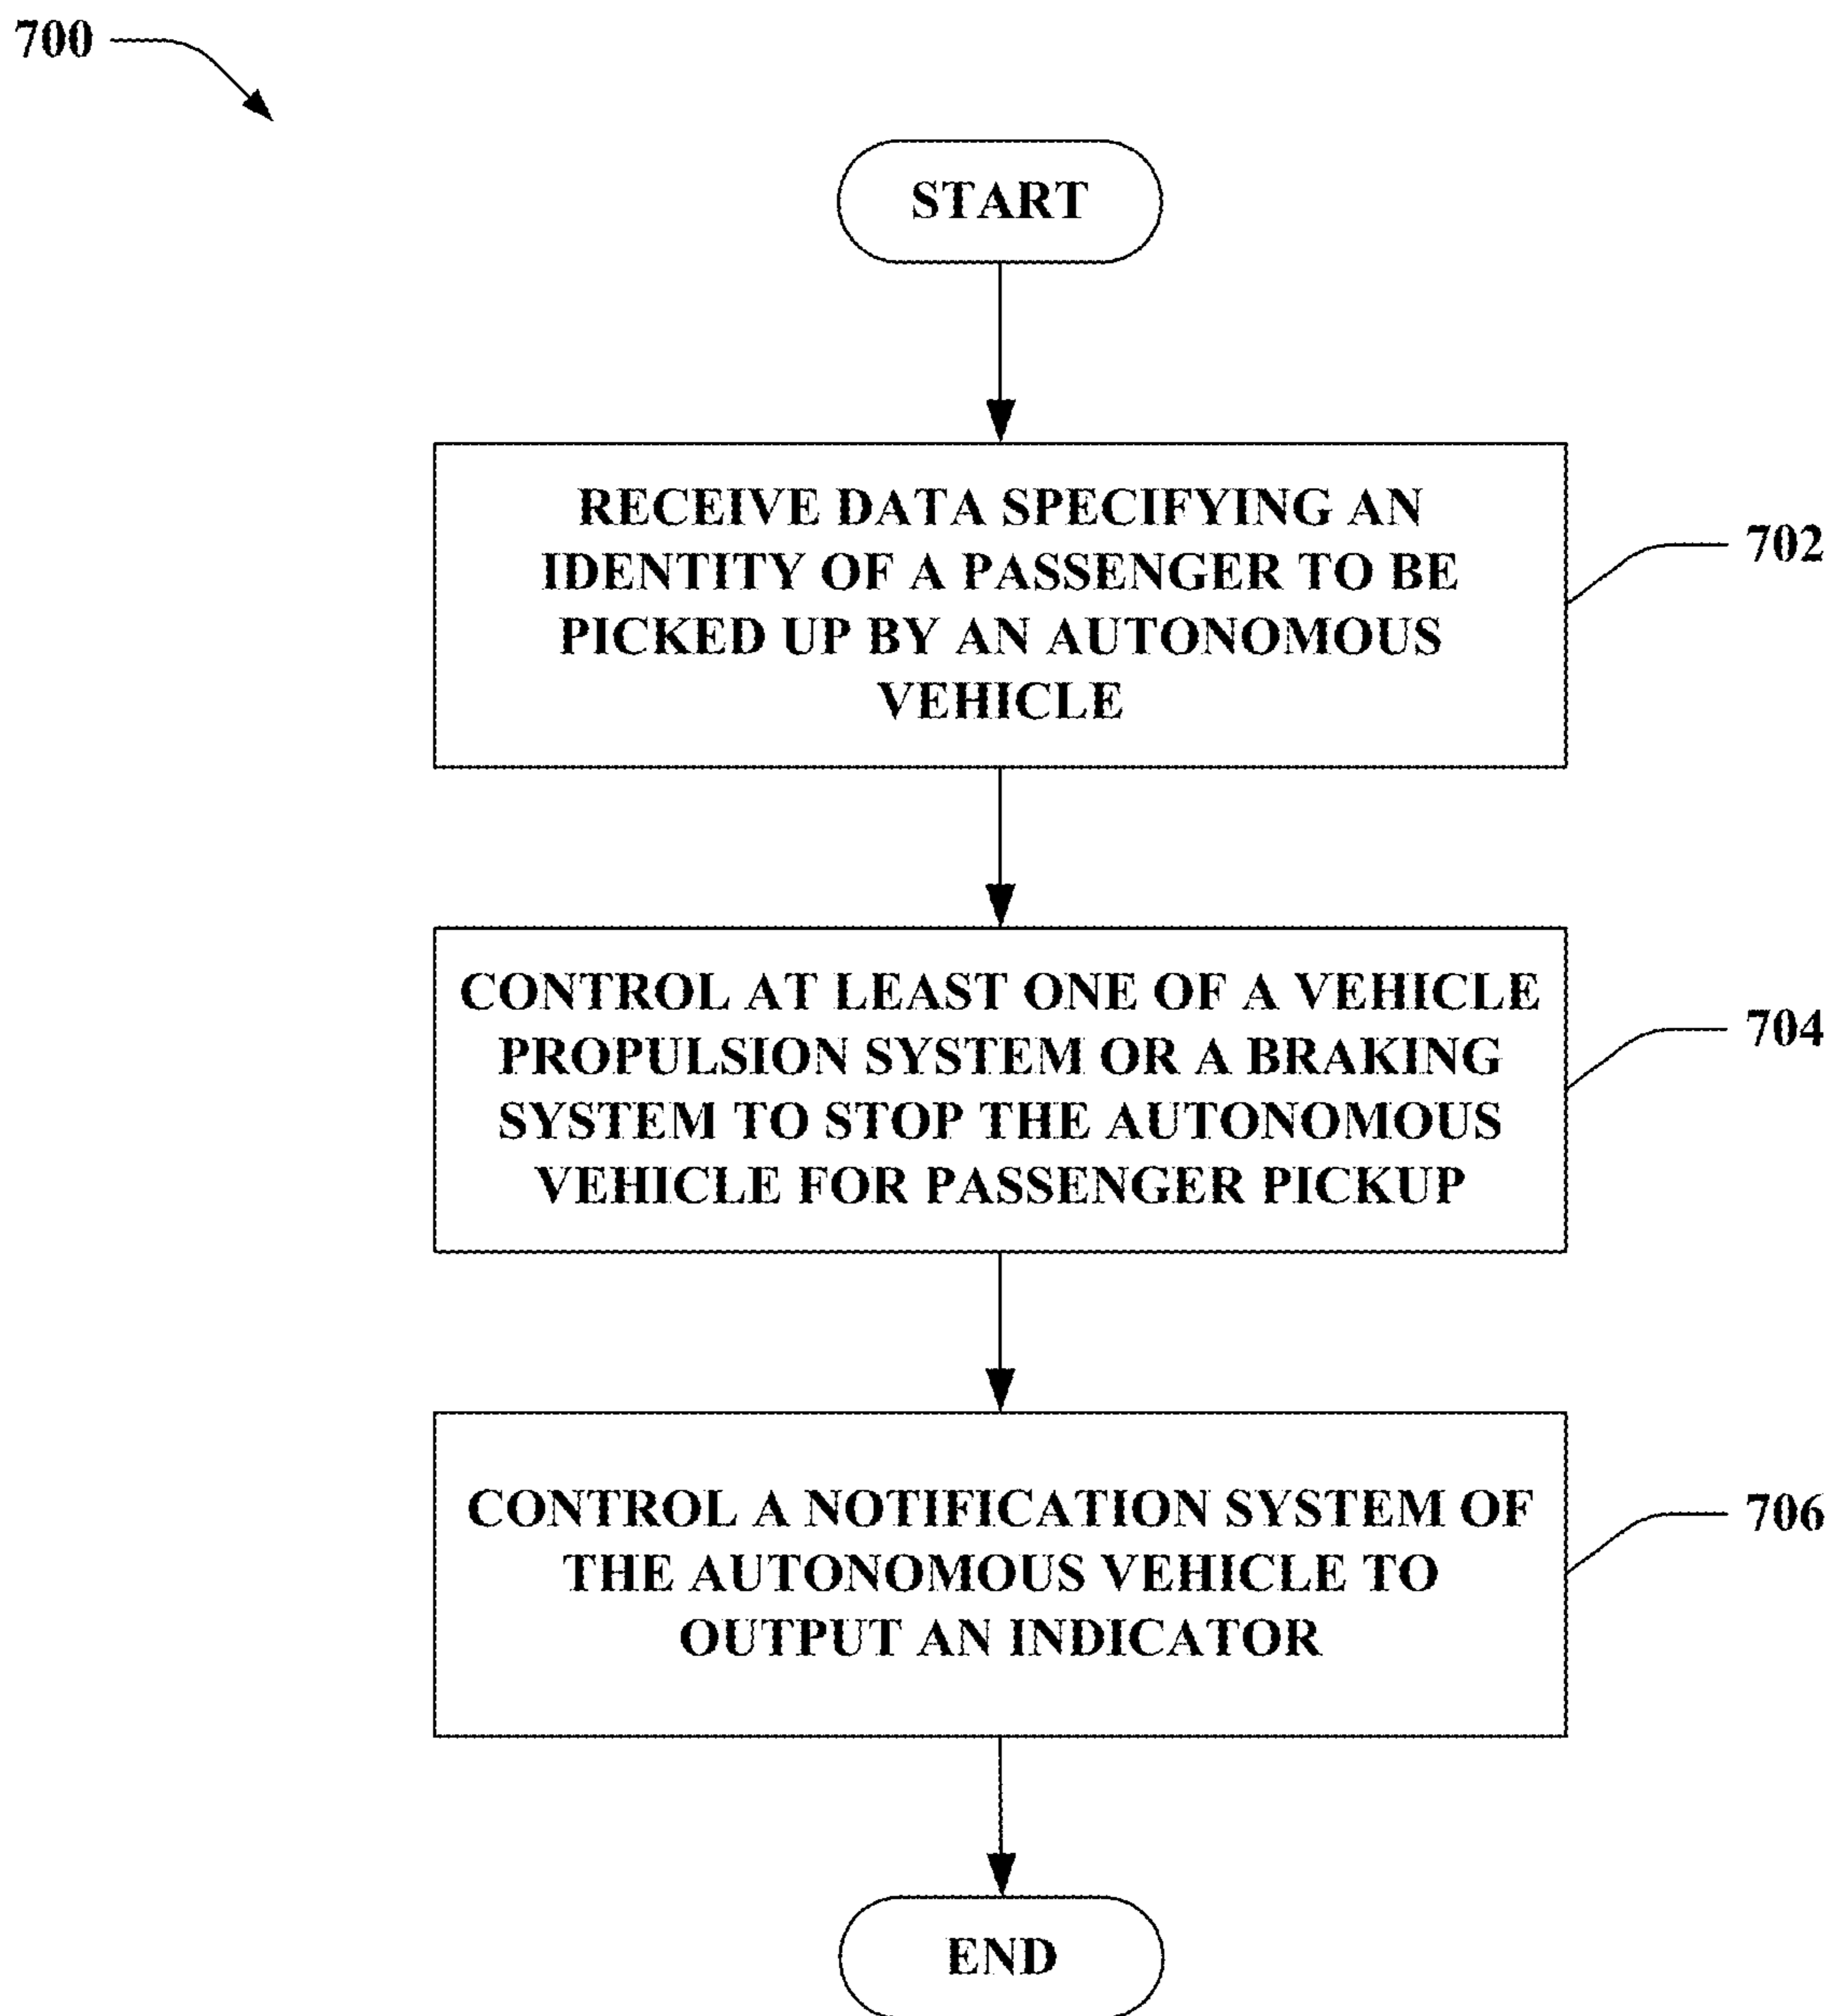 700
START
RECEIVE DATA SPECIFYING AN
IDENTITY OF A PASSENGER TO BE
PICKED UP BY AN AUTONOMOUS
VEHICLE
702
CONTROL AT LEAST ONE OF A VEHICLE
PROPULSION SYSTEM OR A BRAKING
SYSTEM TO STOP THE AUTONOMOUS
VEHICLE FOR PASSENGER PICKUP
704
CONTROL A NOTIFICATION SYSTEM OF
THE AUTONOMOUS VEHICLE TO
OUTPUT AN INDICATOR
706
END